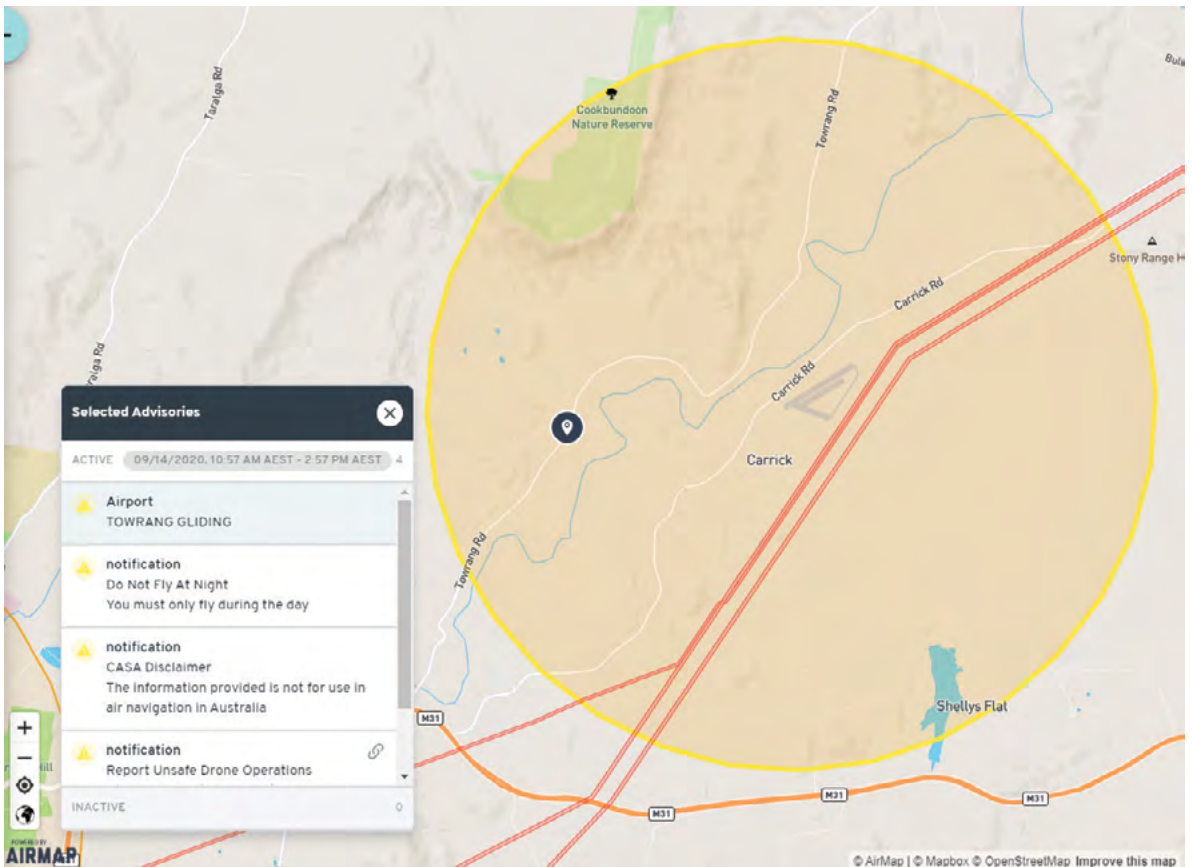 Taralga Rd
Cookbundoon
Nature Reserve
Towrang Rd
Stony Range H
Carrick Rd
Carrick Rd
Carrick
Towrang Rd
Shellys Flat
M31
M31
M31
M31
aralga Rd
Selected Advisories
ACTIVE 09/14/2020, 10:57 AM AEST - 2:57 PM AEST 4
Airport
TOWRANG GLIDING
notification
Do Not Fly At Night
You must only fly during the day
notification
CASA Disclaimer
The information provided is not for use in
air navigation in Australia
notification
Report Unsafe Drone Operations
INACTIVE 0
Hill
POWERED BY
AIRMAP
© AirMap | © Mapbox © OpenStreetMap Improve this map